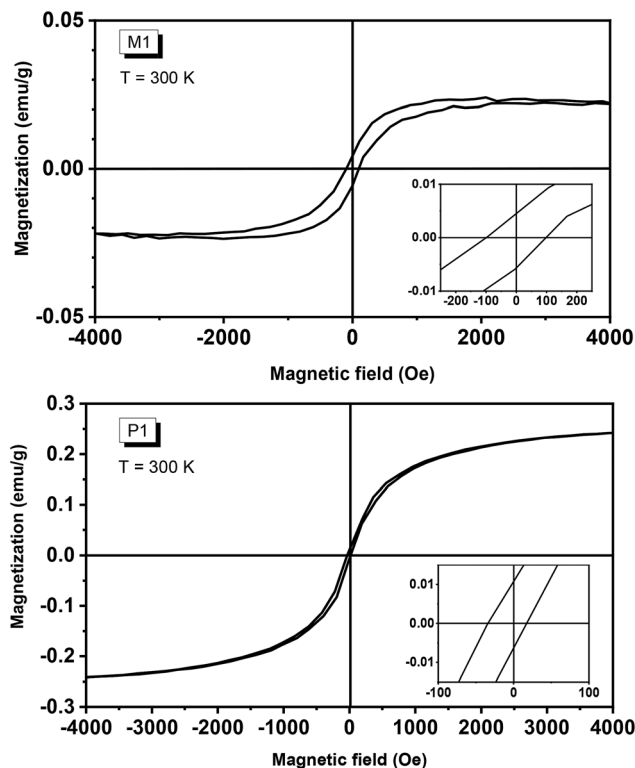 M1
T = 300 K
Magnetization (emu/g)
0.05
0.00
-0.05
0.01
0.00
-0.01
-200 -100 0 100 200
-4000 -2000 0 2000 4000
Magnetic field (Oe)
P1
T = 300 K
Magnetization (emu/g)
0.3
0.2
0.1
0.0
-0.1
-0.2
-0.3
0.01
0.00
-0.01
-100 0 100
-4000 -3000 -2000 -1000 0 1000 2000 3000 4000
Magnetic field (Oe)